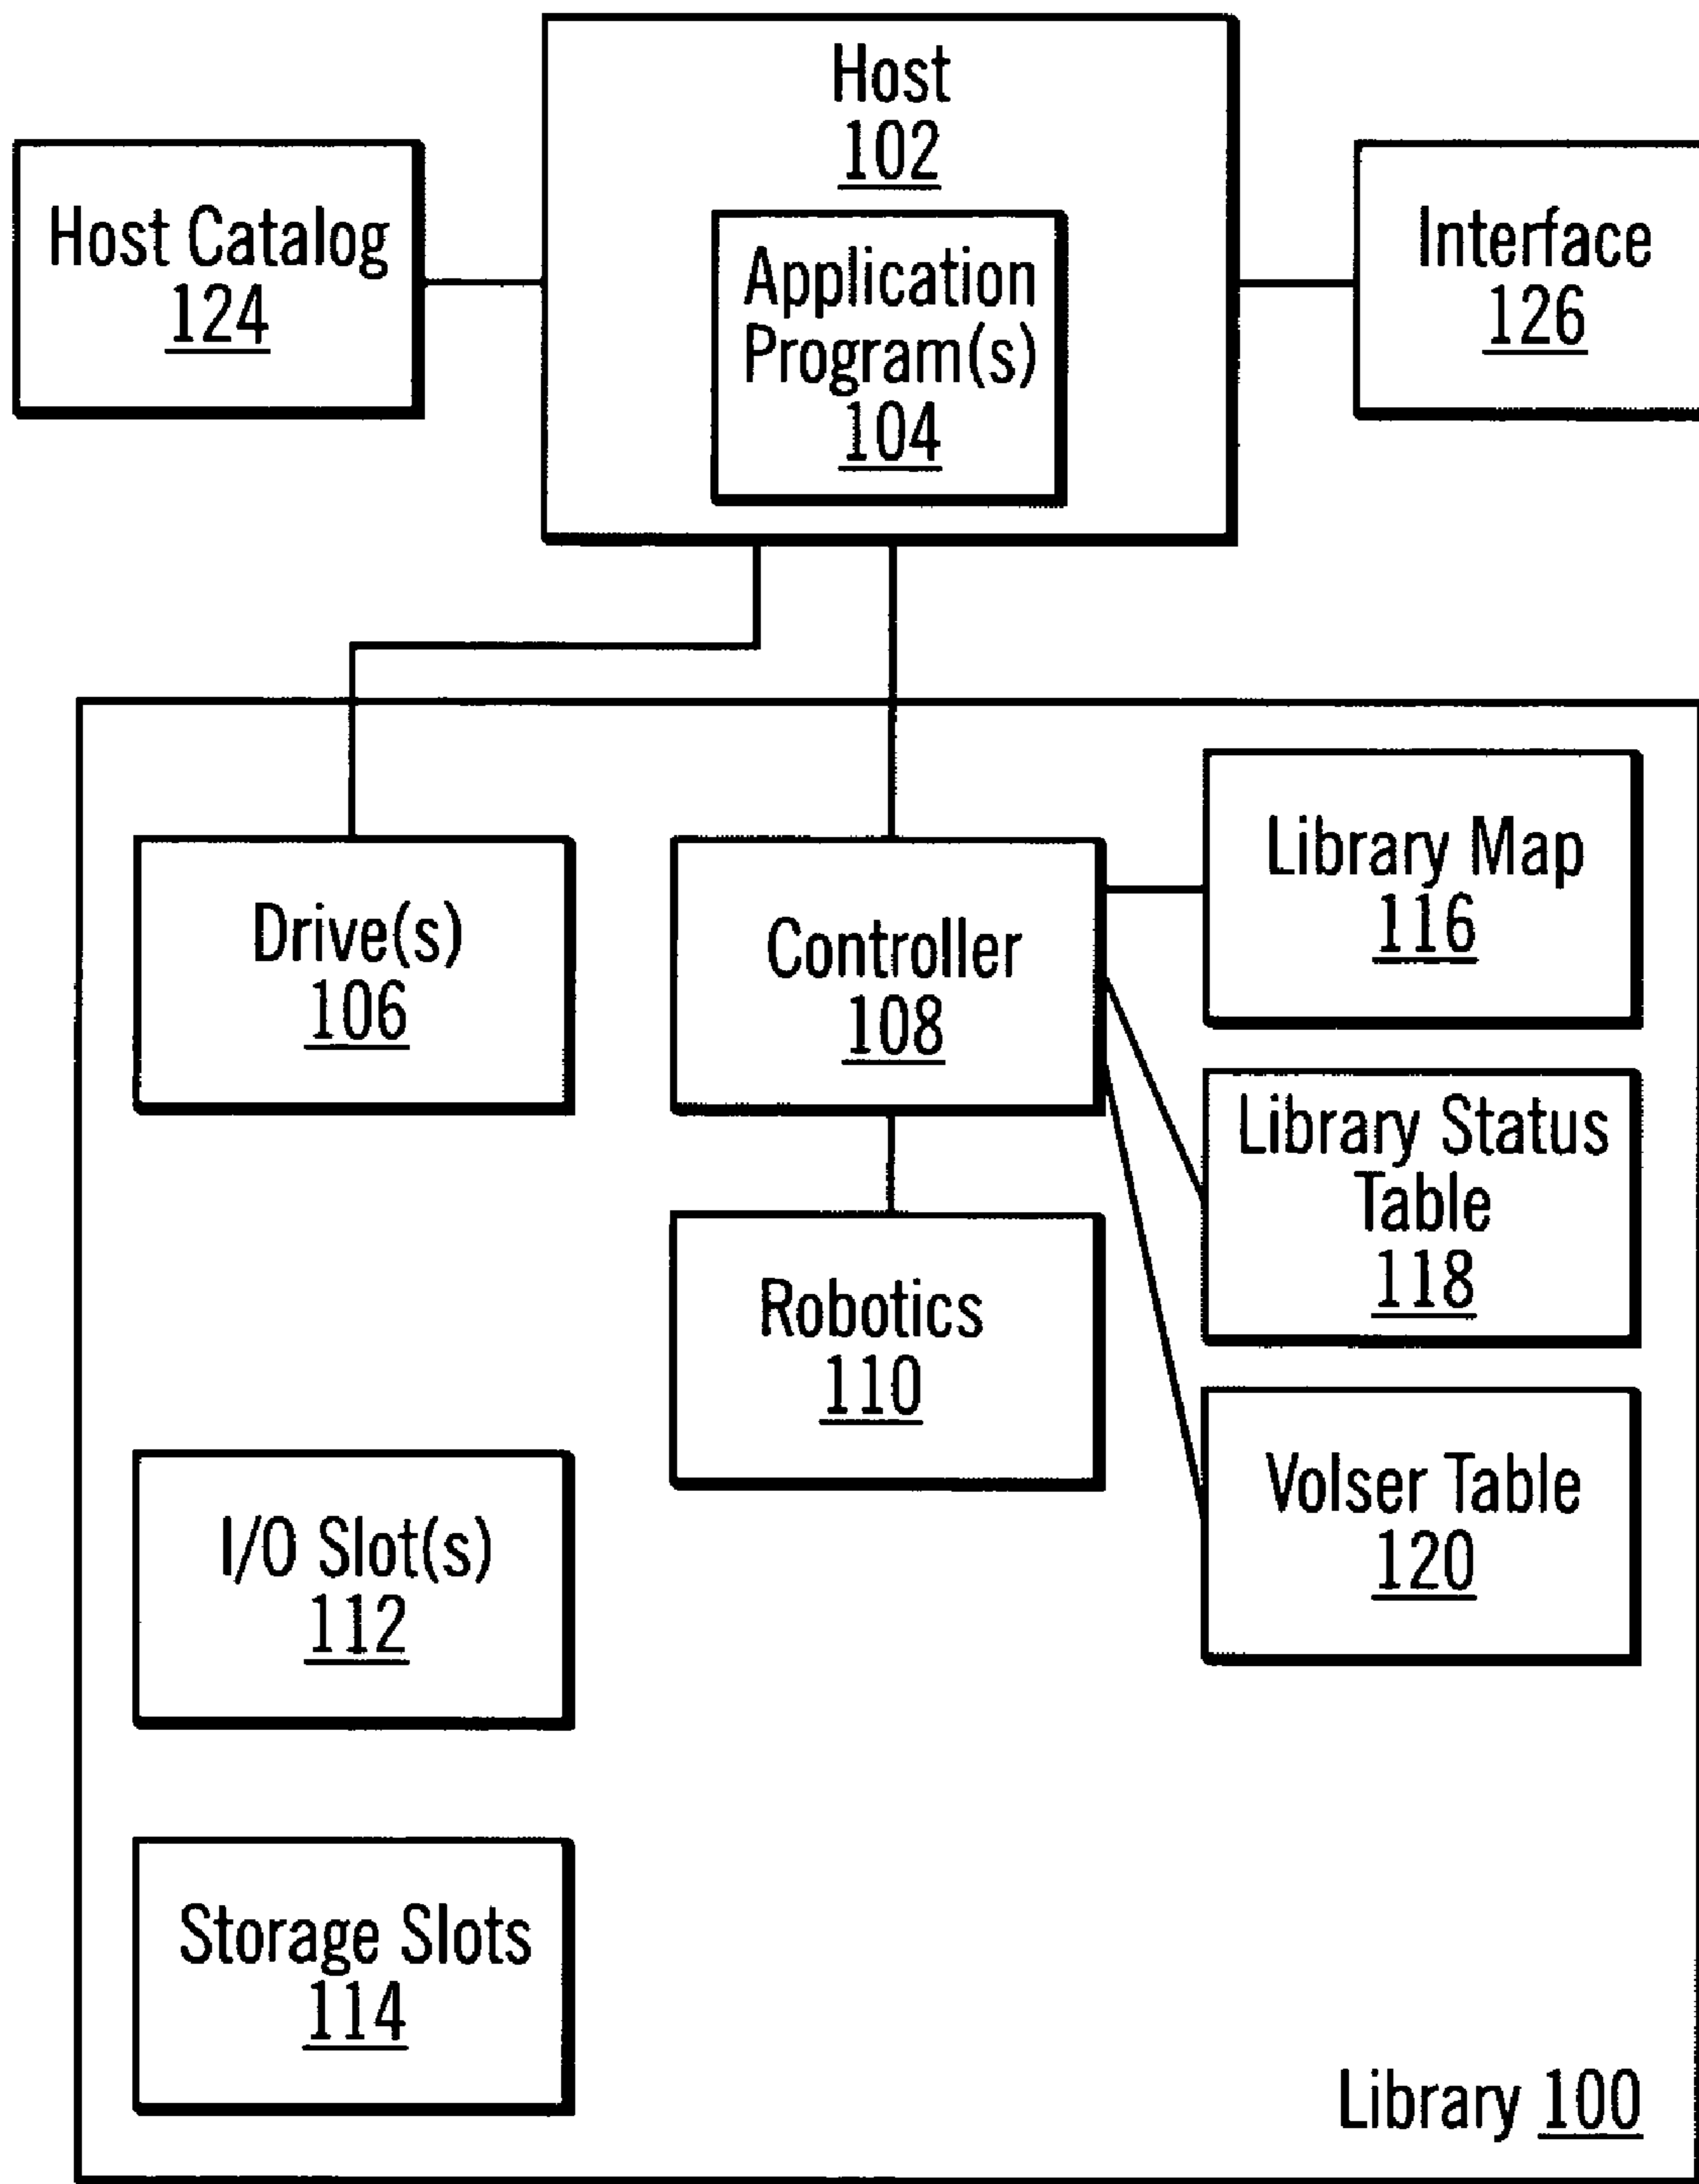 Host
102
Host Catalog
124
Application
Program(s)
104
Interface
126
Library Map
116
Drive(s)
106
Controller
108
Library Status
Table
118
Robotics
110
Volser Table
120
I/O Slot(s)
112
Storage Slots
114
Library 100